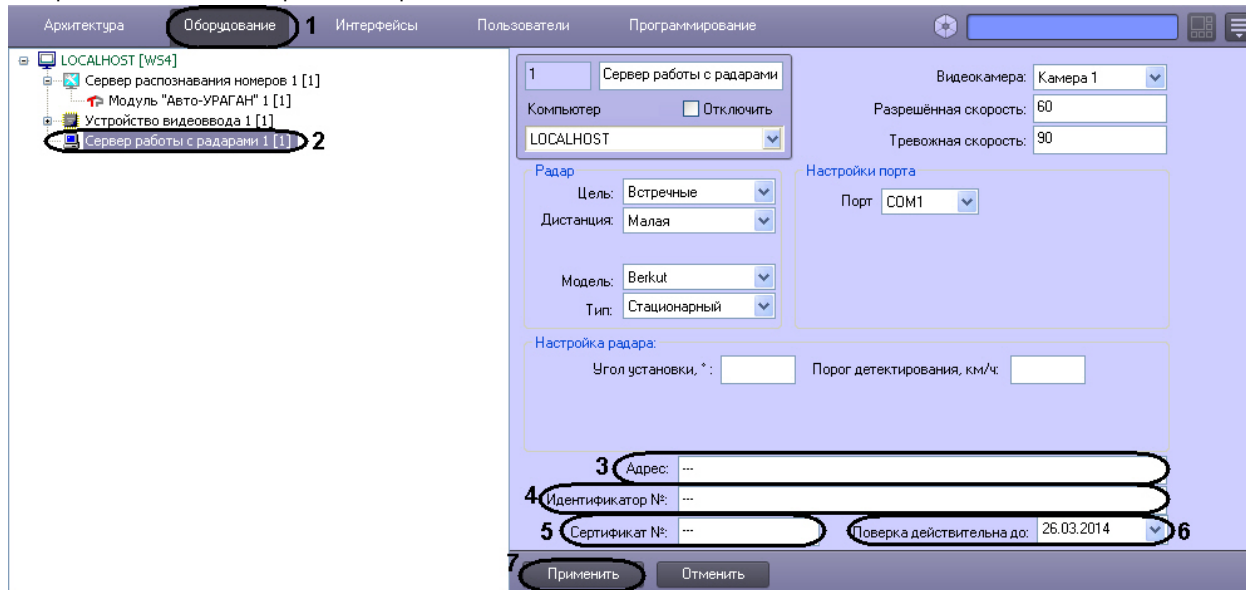 Архитектура Оборудование 1 Интерфейсы Пользователи Программирование
LOCALHOST [WS4]
Сервер распознавания номеров 1 [1]
Модуль "Авто-УРАГАН" 1 [1]
Устройство видеоввода 1 [1]
Сервер работы с радарами 1 [1] 2
1 Сервер работы с радарами
Компьютер Отключить
LOCALHOST
Видеокамера: Камера 1
Разрешённая скорость: 60
Тревожная скорость: 90
Радар
Цель: Встречные
Дистанция: Малая
Модель: Berkut
Тип: Стационарный
Настройки порта
Порт COM1
Настройка радара:
Угол установки, °: Порог детектирования, км/ч:
3 Адрес: ---
4 Идентификатор №: ---
5 Сертификат №: --- Поверка действительна до: 26.03.2014 6
7 Применить Отменить